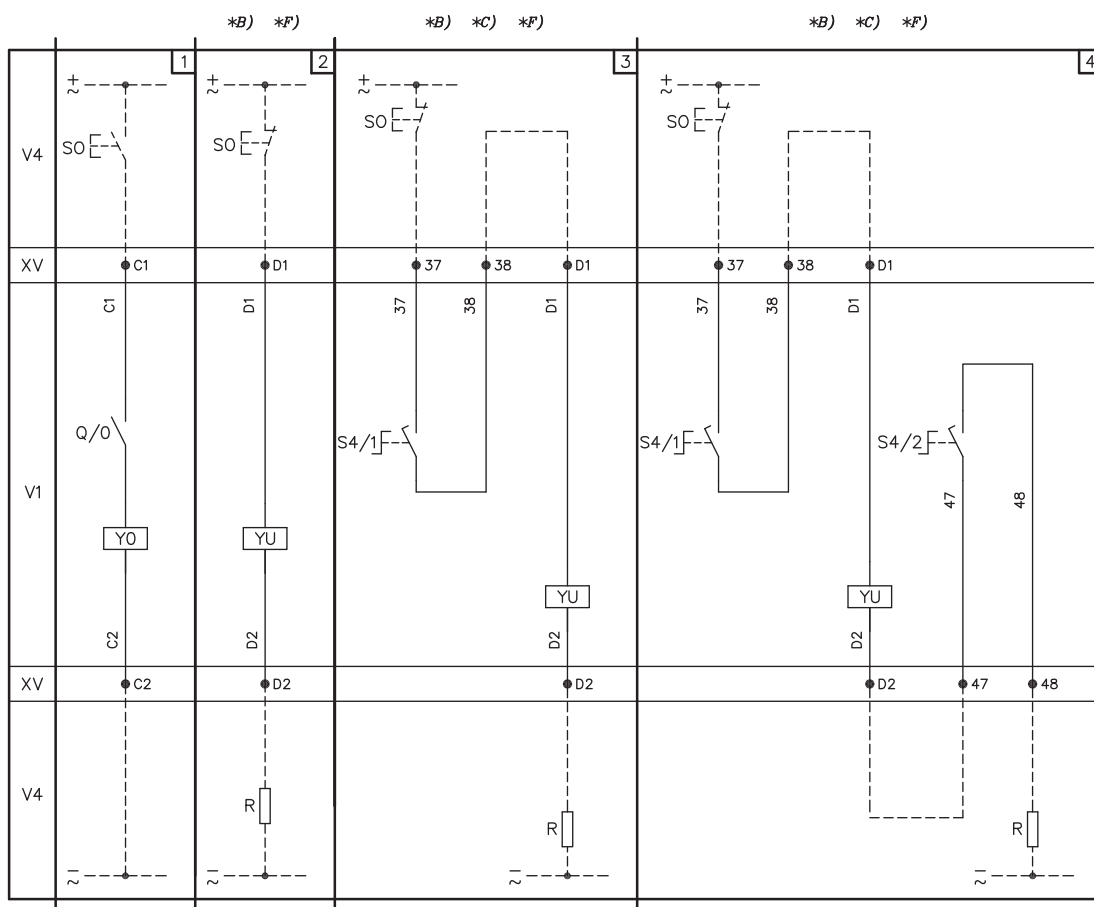 *B) *F) *B) *C) *F) *B) *C) *F)
1 2 3 4
+ ~ + ~ + ~ + ~
SO SO
SO SO
V4
XV C1 D1 37 38 D1 37 38 D1
C1 D1 37 38 D1 37 38 D1
Q/0 S4/1 S4/1 S4/2
V1 47 48
YO YU
YU YU
C2 D2 D2 D2
XV C2 D2 D2 D2 47 48
V4
R R R
− ~ − ~ − ~ − ~